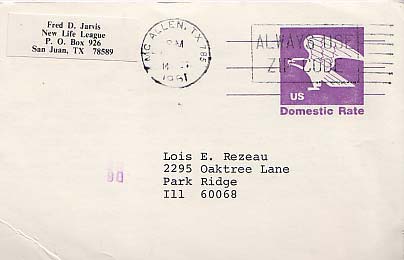 Fred D. Jarvis
New Life League
P. O. Box 926
San Juan, TX 78589
MC ALLEN, TX 785
PM
1981
ALWAYS USE
ZIP CODE
US
Domestic Rate
Lois E. Rezeau
2295 Oaktree Lane
Park Ridge
Ill 60068